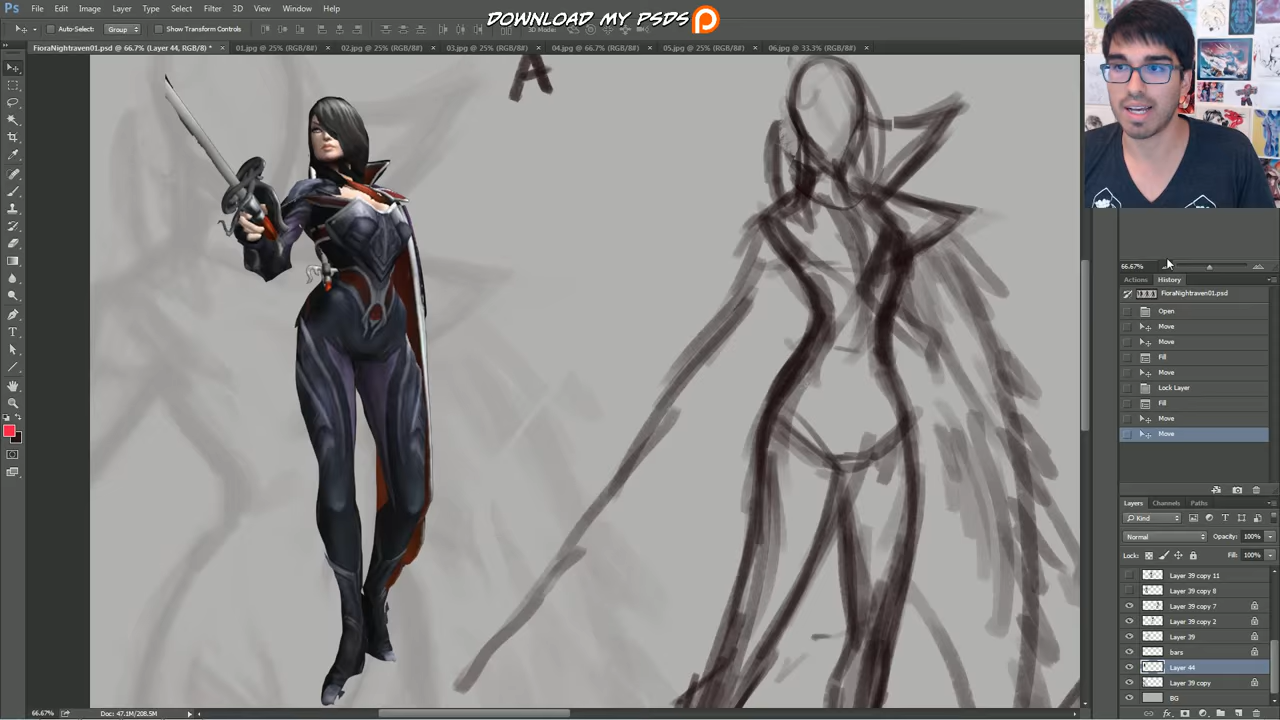 Ps File Edit Image Layer Type Select Filter 3D View Window Help
DOWNLOAD MY PSDS
Auto-Select: Group Show Transform Controls 3D Mode:
FioraNightraven01.psd @ 66.7% (Layer 44, RGB/8) * × 01.jpg @ 25% (RGB/8#) × 02.jpg @ 25% (RGB/8#) × 03.jpg @ 25% (RGB/8#) × 04.jpg @ 66.7% (RGB/8#) × 05.jpg @ 25% (RGB/8#) × 06.jpg @ 33.3% (RGB/8#) ×
A
66.67%
Actions History
FioraNightraven01.psd
Open
Move
Move
Fill
Move
Lock Layer
Fill
Move
Move
Layers Channels Paths
Kind
Normal Opacity: 100%
Lock: Fill: 100%
Layer 39 copy 11
Layer 39 copy 8
Layer 39 copy 7
Layer 39 copy 2
Layer 39
bars
Layer 44
Layer 39 copy
BG
66.67% Doc: 47.1M/208.5M